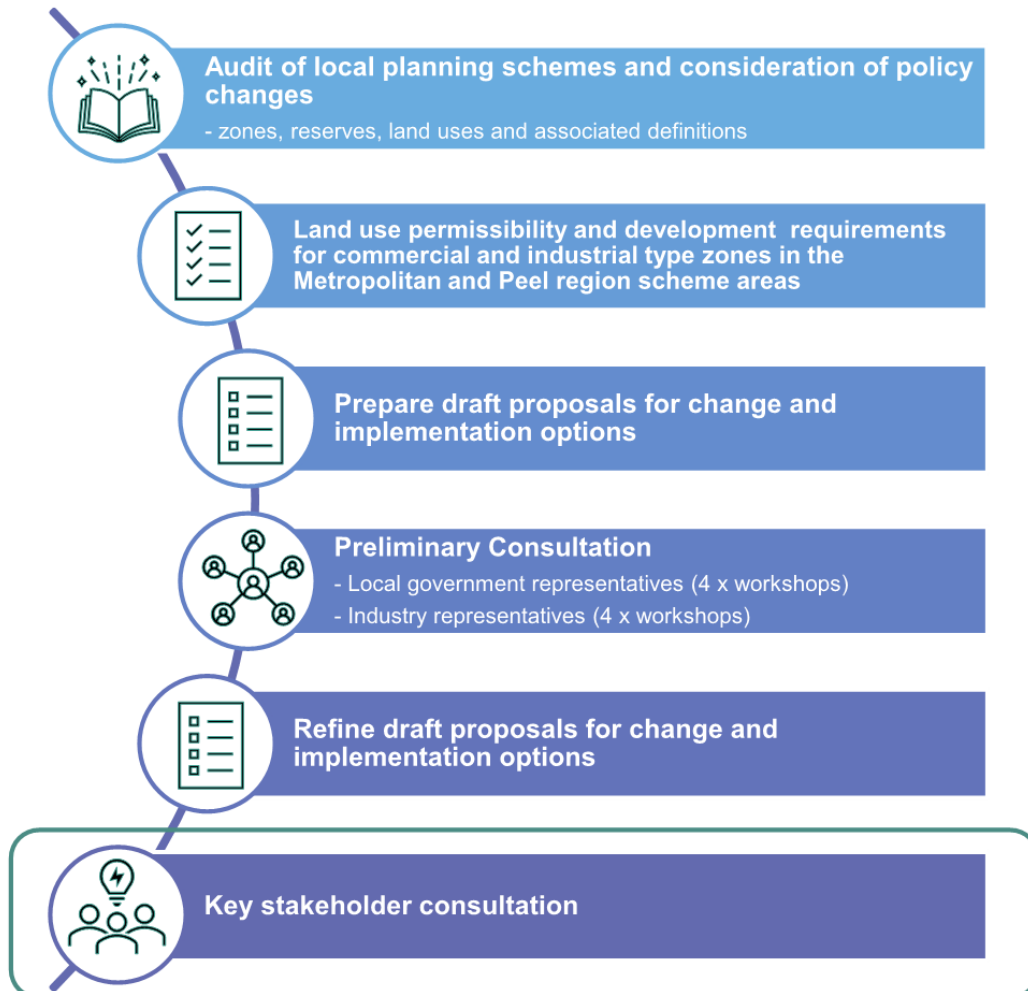 Audit of local planning schemes and consideration of policy
changes
- zones, reserves, land uses and associated definitions
Land use permissibility and development requirements
for commercial and industrial type zones in the
Metropolitan and Peel region scheme areas
Prepare draft proposals for change and
implementation options
Preliminary Consultation
- Local government representatives (4 x workshops)
- Industry representatives (4 x workshops)
Refine draft proposals for change and
implementation options
Key stakeholder consultation